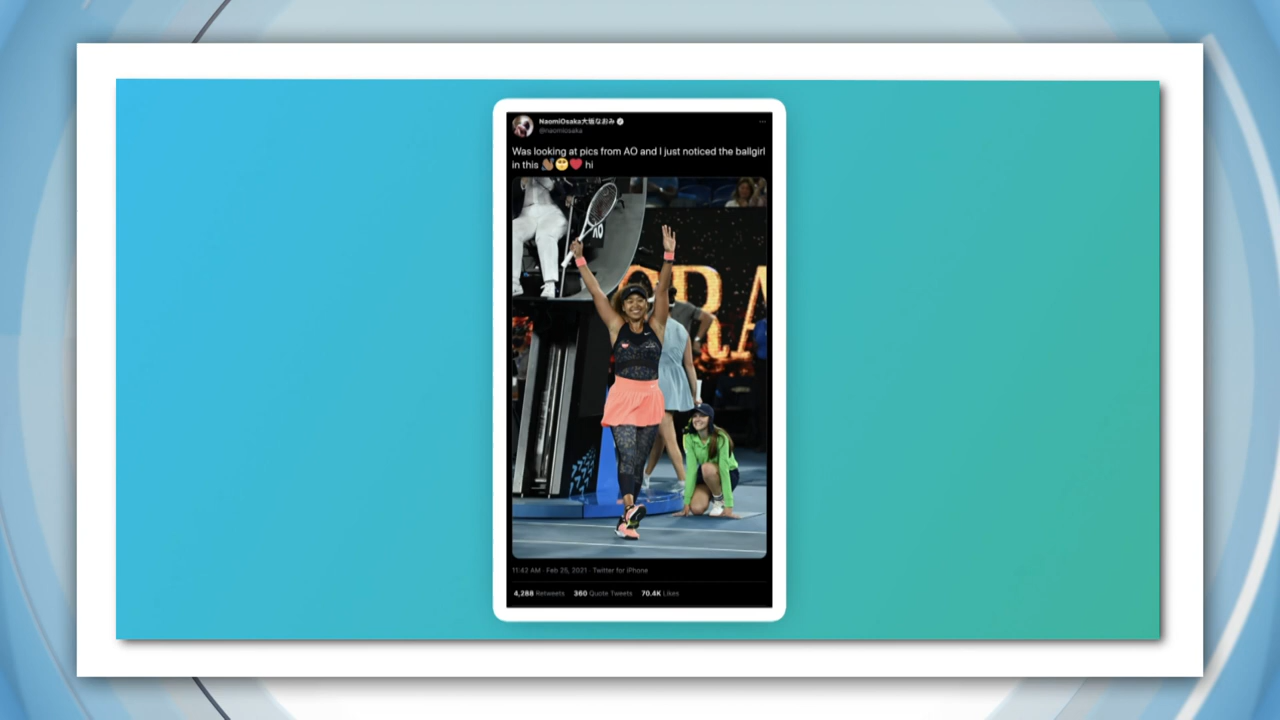 NaomiOsaka大坂なおみ
@naomiosaka
Was looking at pics from AO and I just noticed the ballgirl
in this 👋🏾🥺❤️ hi
AO
GRA
11:42 AM · Feb 25, 2021 · Twitter for iPhone
4,288 Retweets 360 Quote Tweets 70.4K Likes